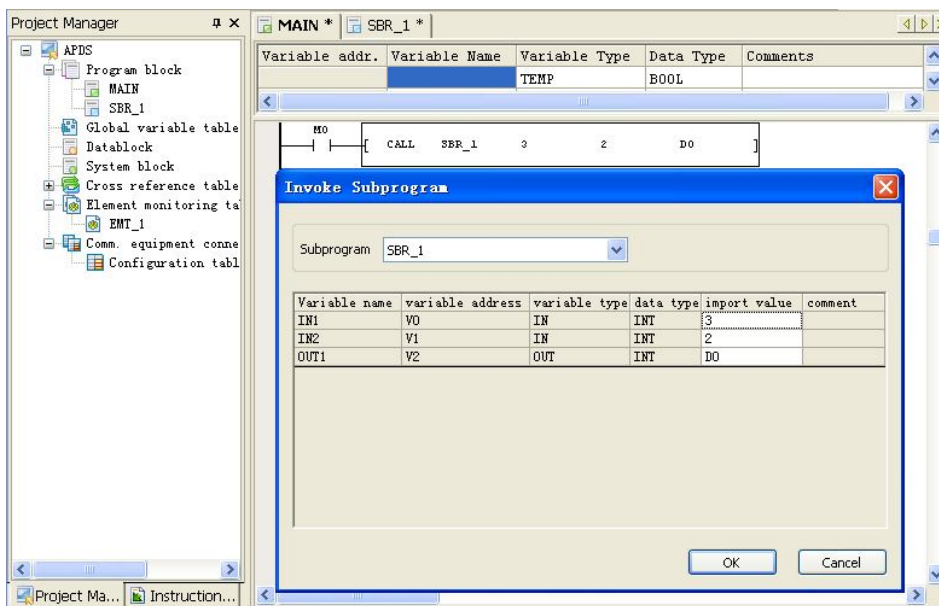 Project Manager
MAIN *
SBR_1 *
APDS
Program block
MAIN
SBR_1
Global variable table
Datablock
System block
Cross reference table
Element monitoring ta
EMT_1
Comm. equipment conne
Configuration tabl
Project Ma...
Instruction...
Variable addr. Variable Name Variable Type Data Type Comments
TEMP BOOL
M0
CALL SBR_1 3 2 D0
Invoke Subprogram
Subprogram SBR_1
Variable name variable address variable type data type import value comment
IN1 V0 IN INT 3
IN2 V1 IN INT 2
OUT1 V2 OUT INT D0
OK Cancel